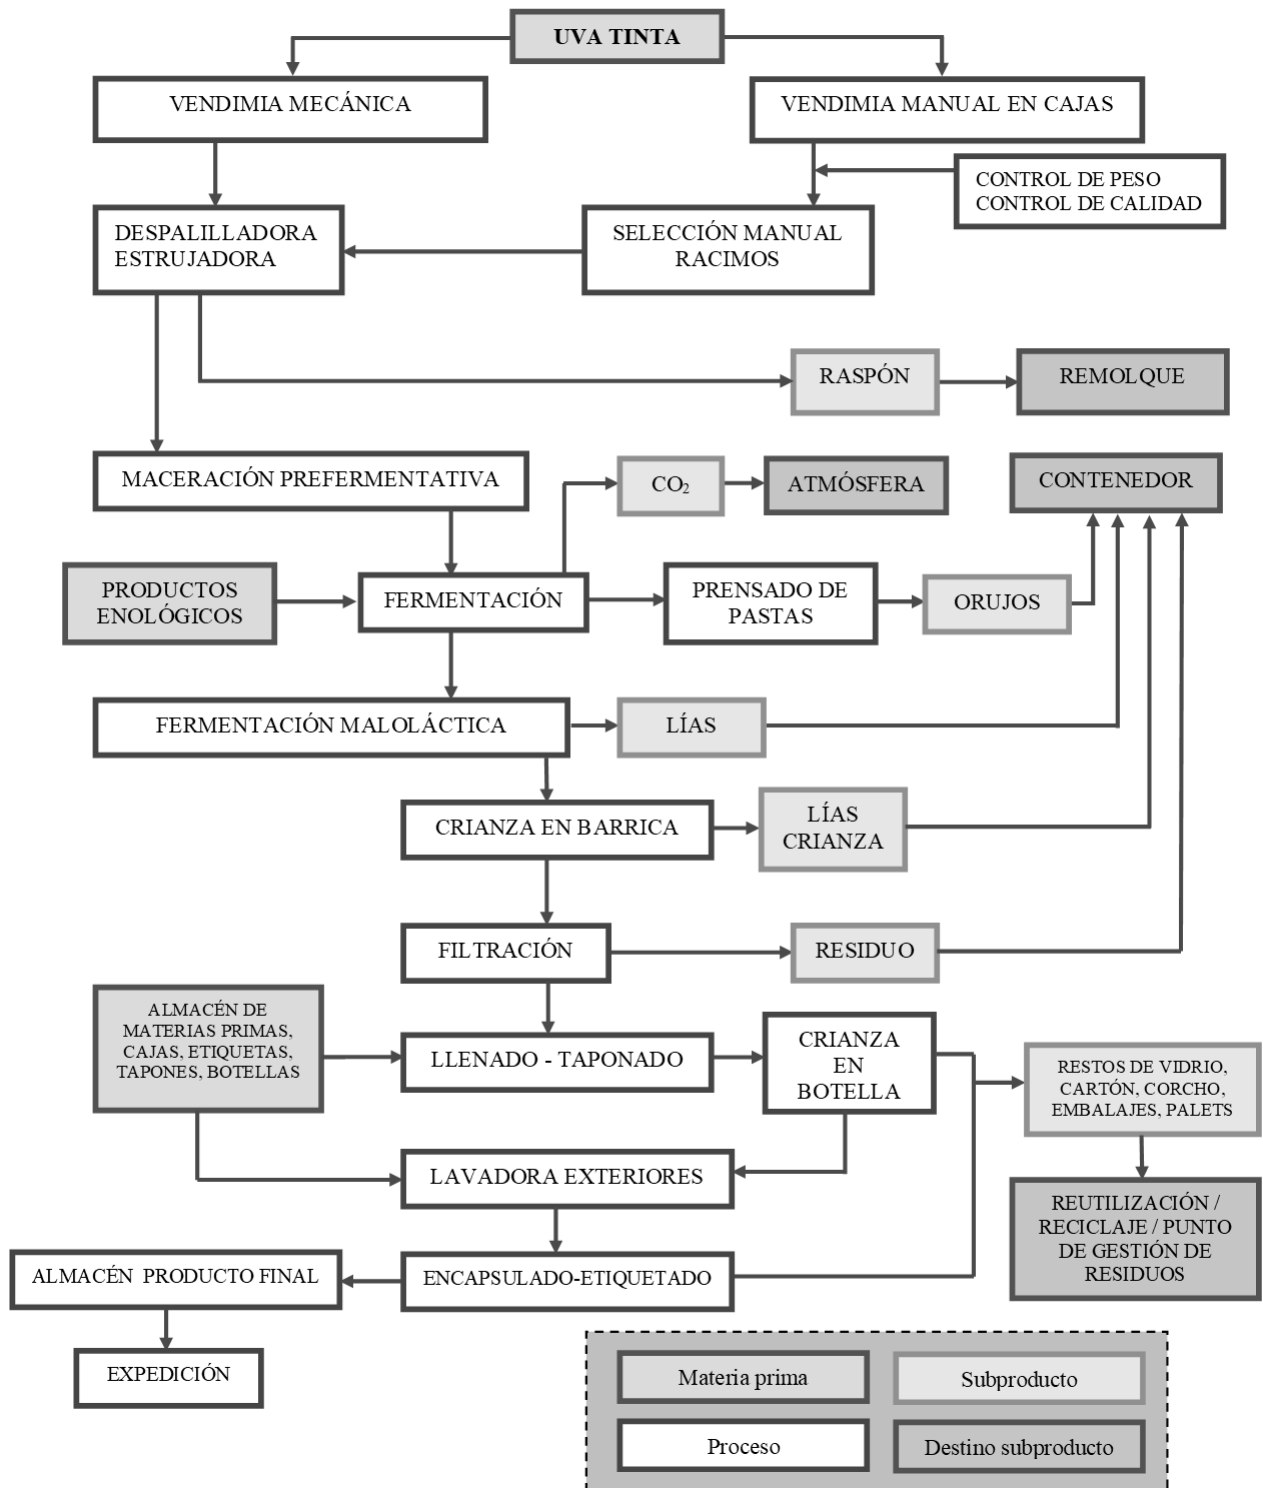 UVA TINTA
VENDIMIA MECÁNICA
VENDIMIA MANUAL EN CAJAS
CONTROL DE PESO
CONTROL DE CALIDAD
DESPALILLADORA
ESTRUJADORA
SELECCIÓN MANUAL
RACIMOS
RASPÓN
REMOLQUE
MACERACIÓN PREFERMENTATIVA
CO₂
ATMÓSFERA
CONTENEDOR
PRODUCTOS
ENOLÓGICOS
FERMENTACIÓN
PRENSADO DE
PASTAS
ORUJOS
FERMENTACIÓN MALOLÁCTICA
LÍAS
CRIANZA EN BARRICA
LÍAS
CRIANZA
FILTRACIÓN
RESIDUO
ALMACÉN DE
MATERIAS PRIMAS,
CAJAS, ETIQUETAS,
TAPONES, BOTELLAS
LLENADO - TAPONADO
CRIANZA
EN
BOTELLA
RESTOS DE VIDRIO,
CARTÓN, CORCHO,
EMBALAJES, PALETS
LAVADORA EXTERIORES
REUTILIZACIÓN /
RECICLAJE / PUNTO
DE GESTIÓN DE
RESIDUOS
ALMACÉN PRODUCTO FINAL
ENCAPSULADO-ETIQUETADO
EXPEDICIÓN
Materia prima
Subproducto
Proceso
Destino subproducto